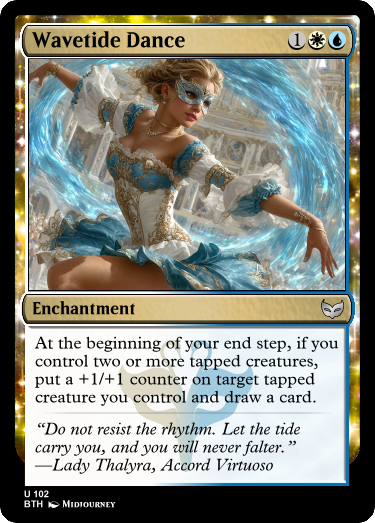 Wavetide Dance 1
Enchantment
At the beginning of your end step, if you
control two or more tapped creatures,
put a +1/+1 counter on target tapped
creature you control and draw a card.
“Do not resist the rhythm. Let the tide
carry you, and you will never falter.”
—Lady Thalyra, Accord Virtuoso
U 102
BTH Midjourney